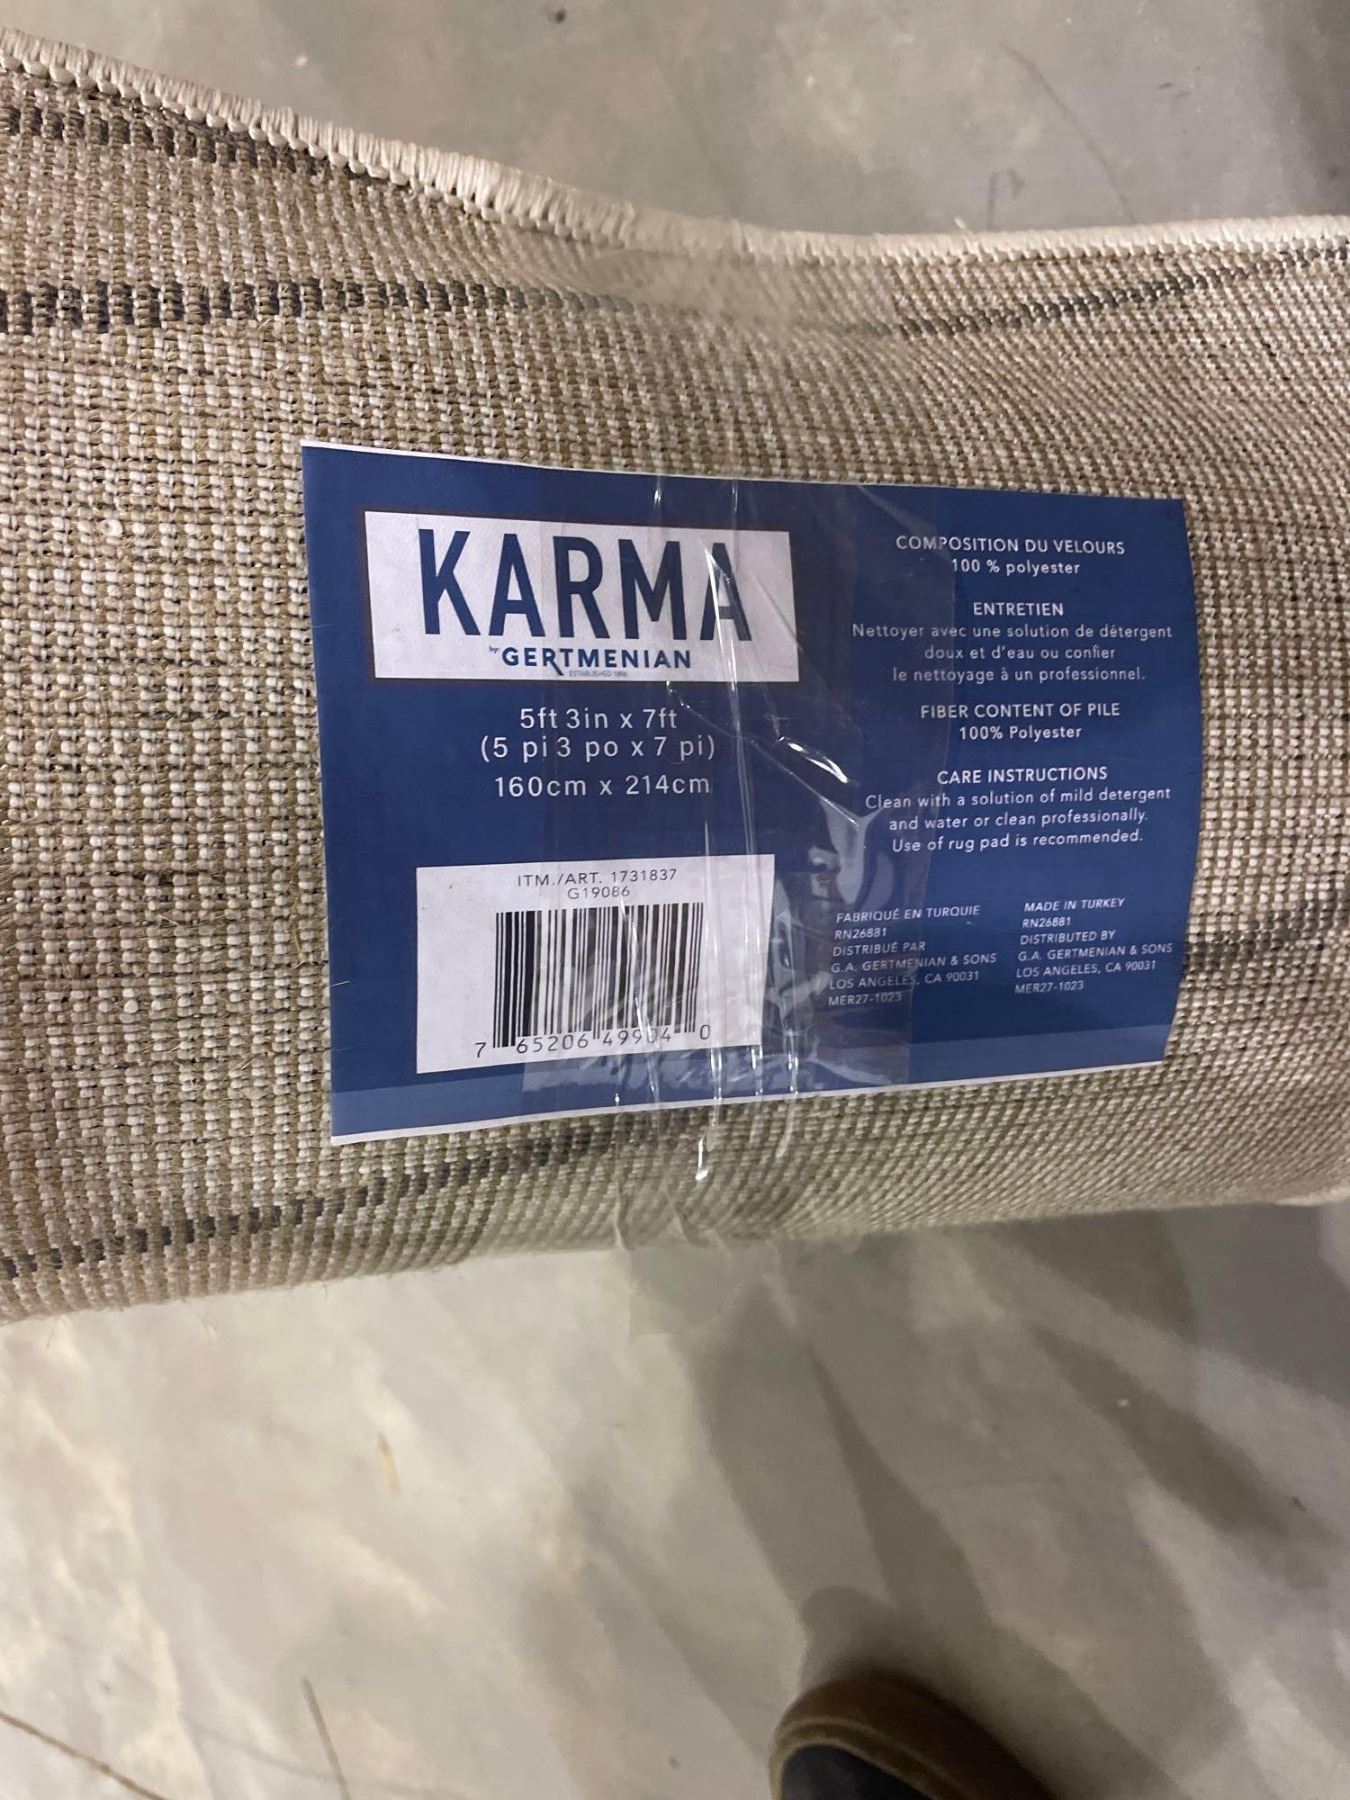 KARMA
by: GERTMENIAN
ESTABLISHED 1896
5ft 3in x 7ft
(5 pi 3 po x 7 pi)
160cm x 214cm
ITM./ART. 1731837
G19086
7 65206 49904 0
COMPOSITION DU VELOURS
100 % polyester
ENTRETIEN
Nettoyer avec une solution de détergent
doux et d'eau ou confier
le nettoyage à un professionnel.
FIBER CONTENT OF PILE
100% Polyester
CARE INSTRUCTIONS
Clean with a solution of mild detergent
and water or clean professionally.
Use of rug pad is recommended.
FABRIQUÉ EN TURQUIE
RN26881
DISTRIBUÉ PAR
G.A. GERTMENIAN & SONS
LOS ANGELES, CA 90031
MER27-1023
MADE IN TURKEY
RN26881
DISTRIBUTED BY
G.A. GERTMENIAN & SONS
LOS ANGELES, CA 90031
MER27-1023